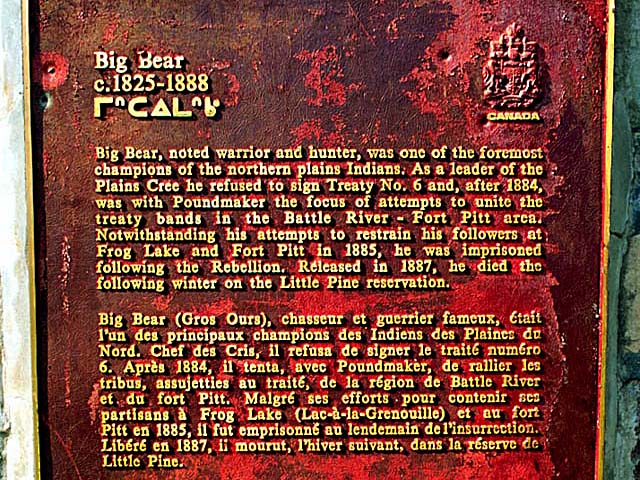 Big Bear
c.1825-1888
ᒥᐢᑕᐃᒪᐢᑿ
CANADA
Big Bear, noted warrior and hunter, was one of the foremost
champions of the northern plains Indians. As a leader of the
Plains Cree he refused to sign Treaty No. 6 and, after 1884,
was with Poundmaker the focus of attempts to unite the
treaty bands in the Battle River - Fort Pitt area.
Notwithstanding his attempts to restrain his followers at
Frog Lake and Fort Pitt in 1885, he was imprisoned
following the Rebellion. Released in 1887, he died the
following winter on the Little Pine reservation.
Big Bear (Gros Ours), chasseur et guerrier fameux, était
l'un des principaux champions des Indiens des Plaines du
Nord. Chef des Cris, il refusa de signer le traité numéro
6. Après 1884, il tenta, avec Poundmaker, de rallier les
tribus, assujetties au traité, de la région de Battle River
et du fort Pitt. Malgré ses efforts pour contenir ses
partisans à Frog Lake (Lac-à-la-Grenouille) et au fort
Pitt en 1885, il fut emprisonné au lendemain de l'insurrection.
Libéré en 1887, il mourut, l'hiver suivant, dans la réserve de
Little Pine.